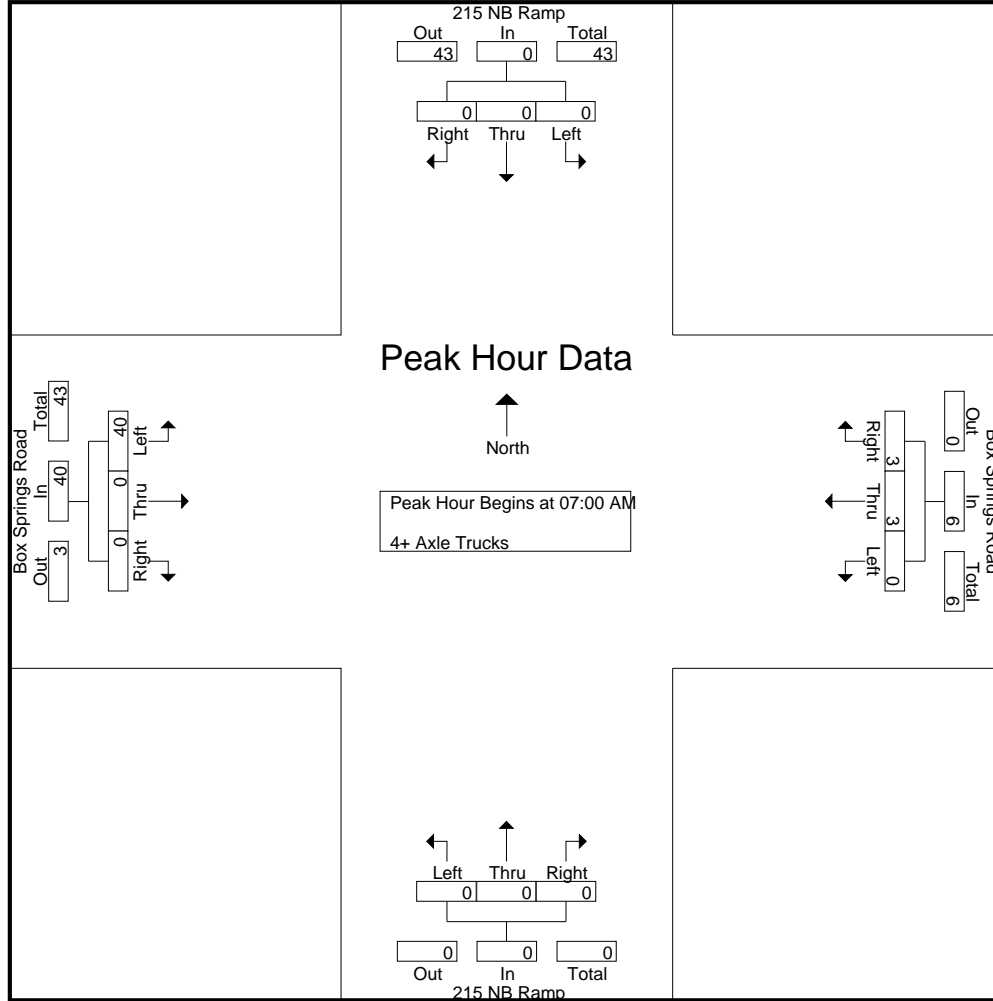 215 NB Ramp
Out In Total
43 0 43
0 0 0
Right Thru Left
Peak Hour Data
North
Peak Hour Begins at 07:00 AM
4+ Axle Trucks
Box Springs Road
Out In Total
3 40 43
0 0 40
Right Thru Left
Box Springs Road
Out In Total
0 6 6
3 3 0
Right Thru Left
Left Thru Right
0 0 0
0 0 0
Out In Total
215 NB Ramp